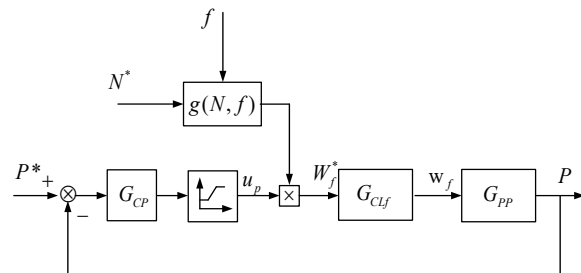 f
N*
g(N, f)
P* +
−
G_CP
u_p
×
W_f^*
G_CLf
w_f
G_PP
P